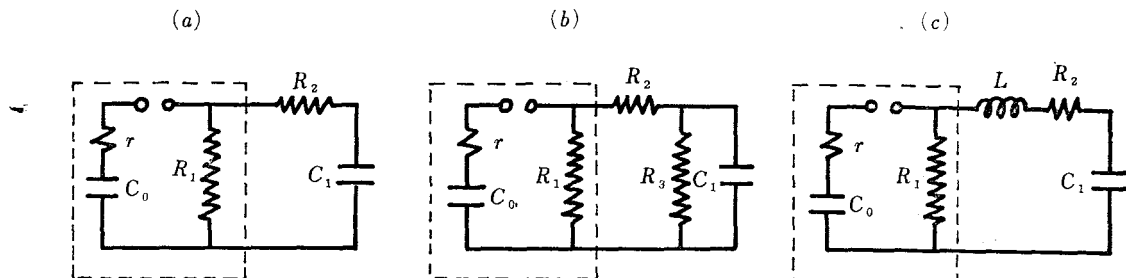 (a) (b) (c)
R₂ R₂ L R₂
r r r
R₁ C₁ R₁ R₃ C₁ R₁ C₁
C₀ C₀ C₀